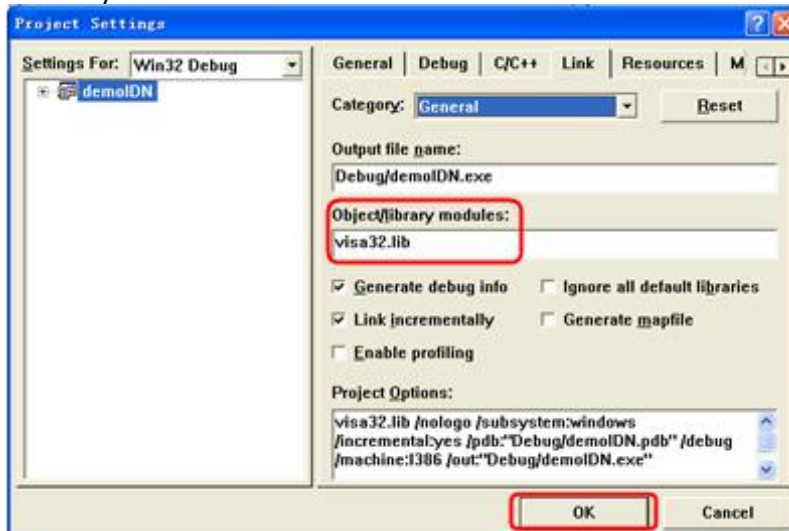 Project Settings
Settings For: Win32 Debug
demoIDN
General Debug C/C++ Link Resources M
Category: General Reset
Output file name:
Debug/demoIDN.exe
Object/library modules:
visa32.lib
Generate debug info Ignore all default libraries
Link incrementally Generate mapfile
Enable profiling
Project Options:
visa32.lib /nologo /subsystem:windows
/incremental:yes /pdb:"Debug/demoIDN.pdb" /debug
/machine:I386 /out:"Debug/demoIDN.exe"
OK Cancel